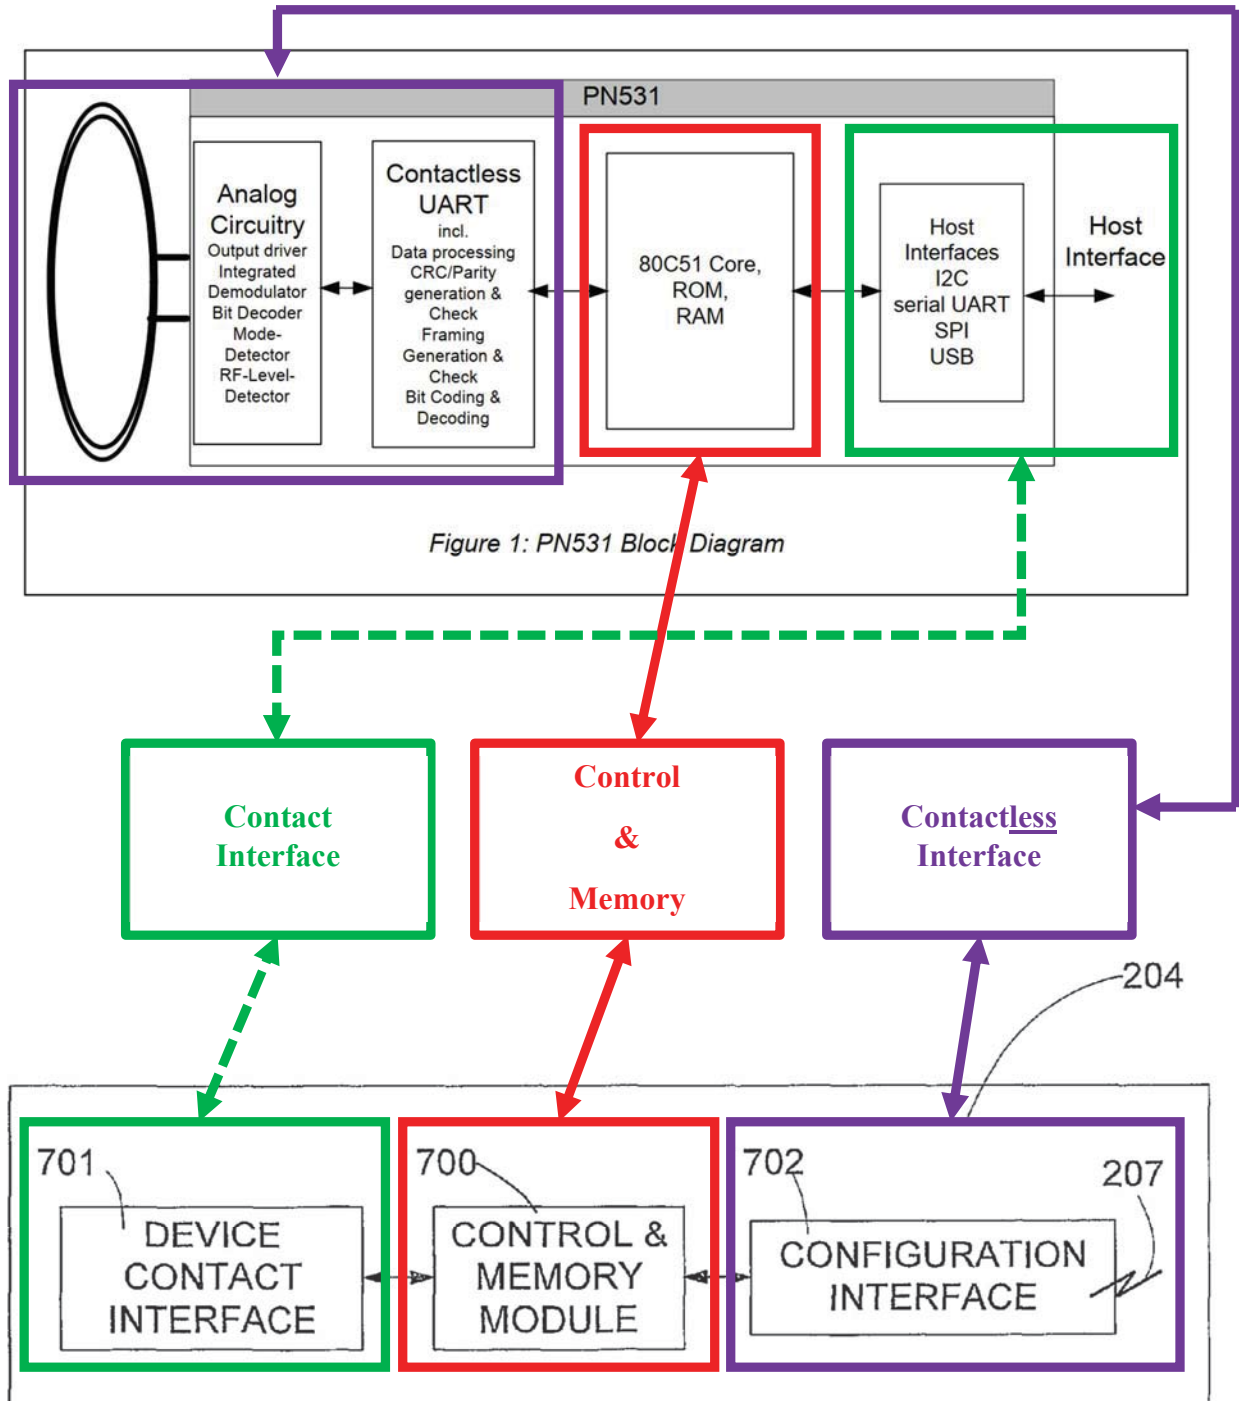 PN531
Analog
Circuitry
Output driver
Integrated
Demodulator
Bit Decoder
Mode-
Detector
RF-Level-
Detector
Contactless
UART
incl.
Data processing
CRC/Parity
generation &
Check
Framing
Generation &
Check
Bit Coding &
Decoding
80C51 Core,
ROM,
RAM
Host
Interfaces
I2C
serial UART
SPI
USB
Host
Interface
Figure 1: PN531 Block Diagram
Contact
Interface
Control
&
Memory
Contactless
Interface
204
701
DEVICE
CONTACT
INTERFACE
700
CONTROL &
MEMORY
MODULE
702
207
CONFIGURATION
INTERFACE